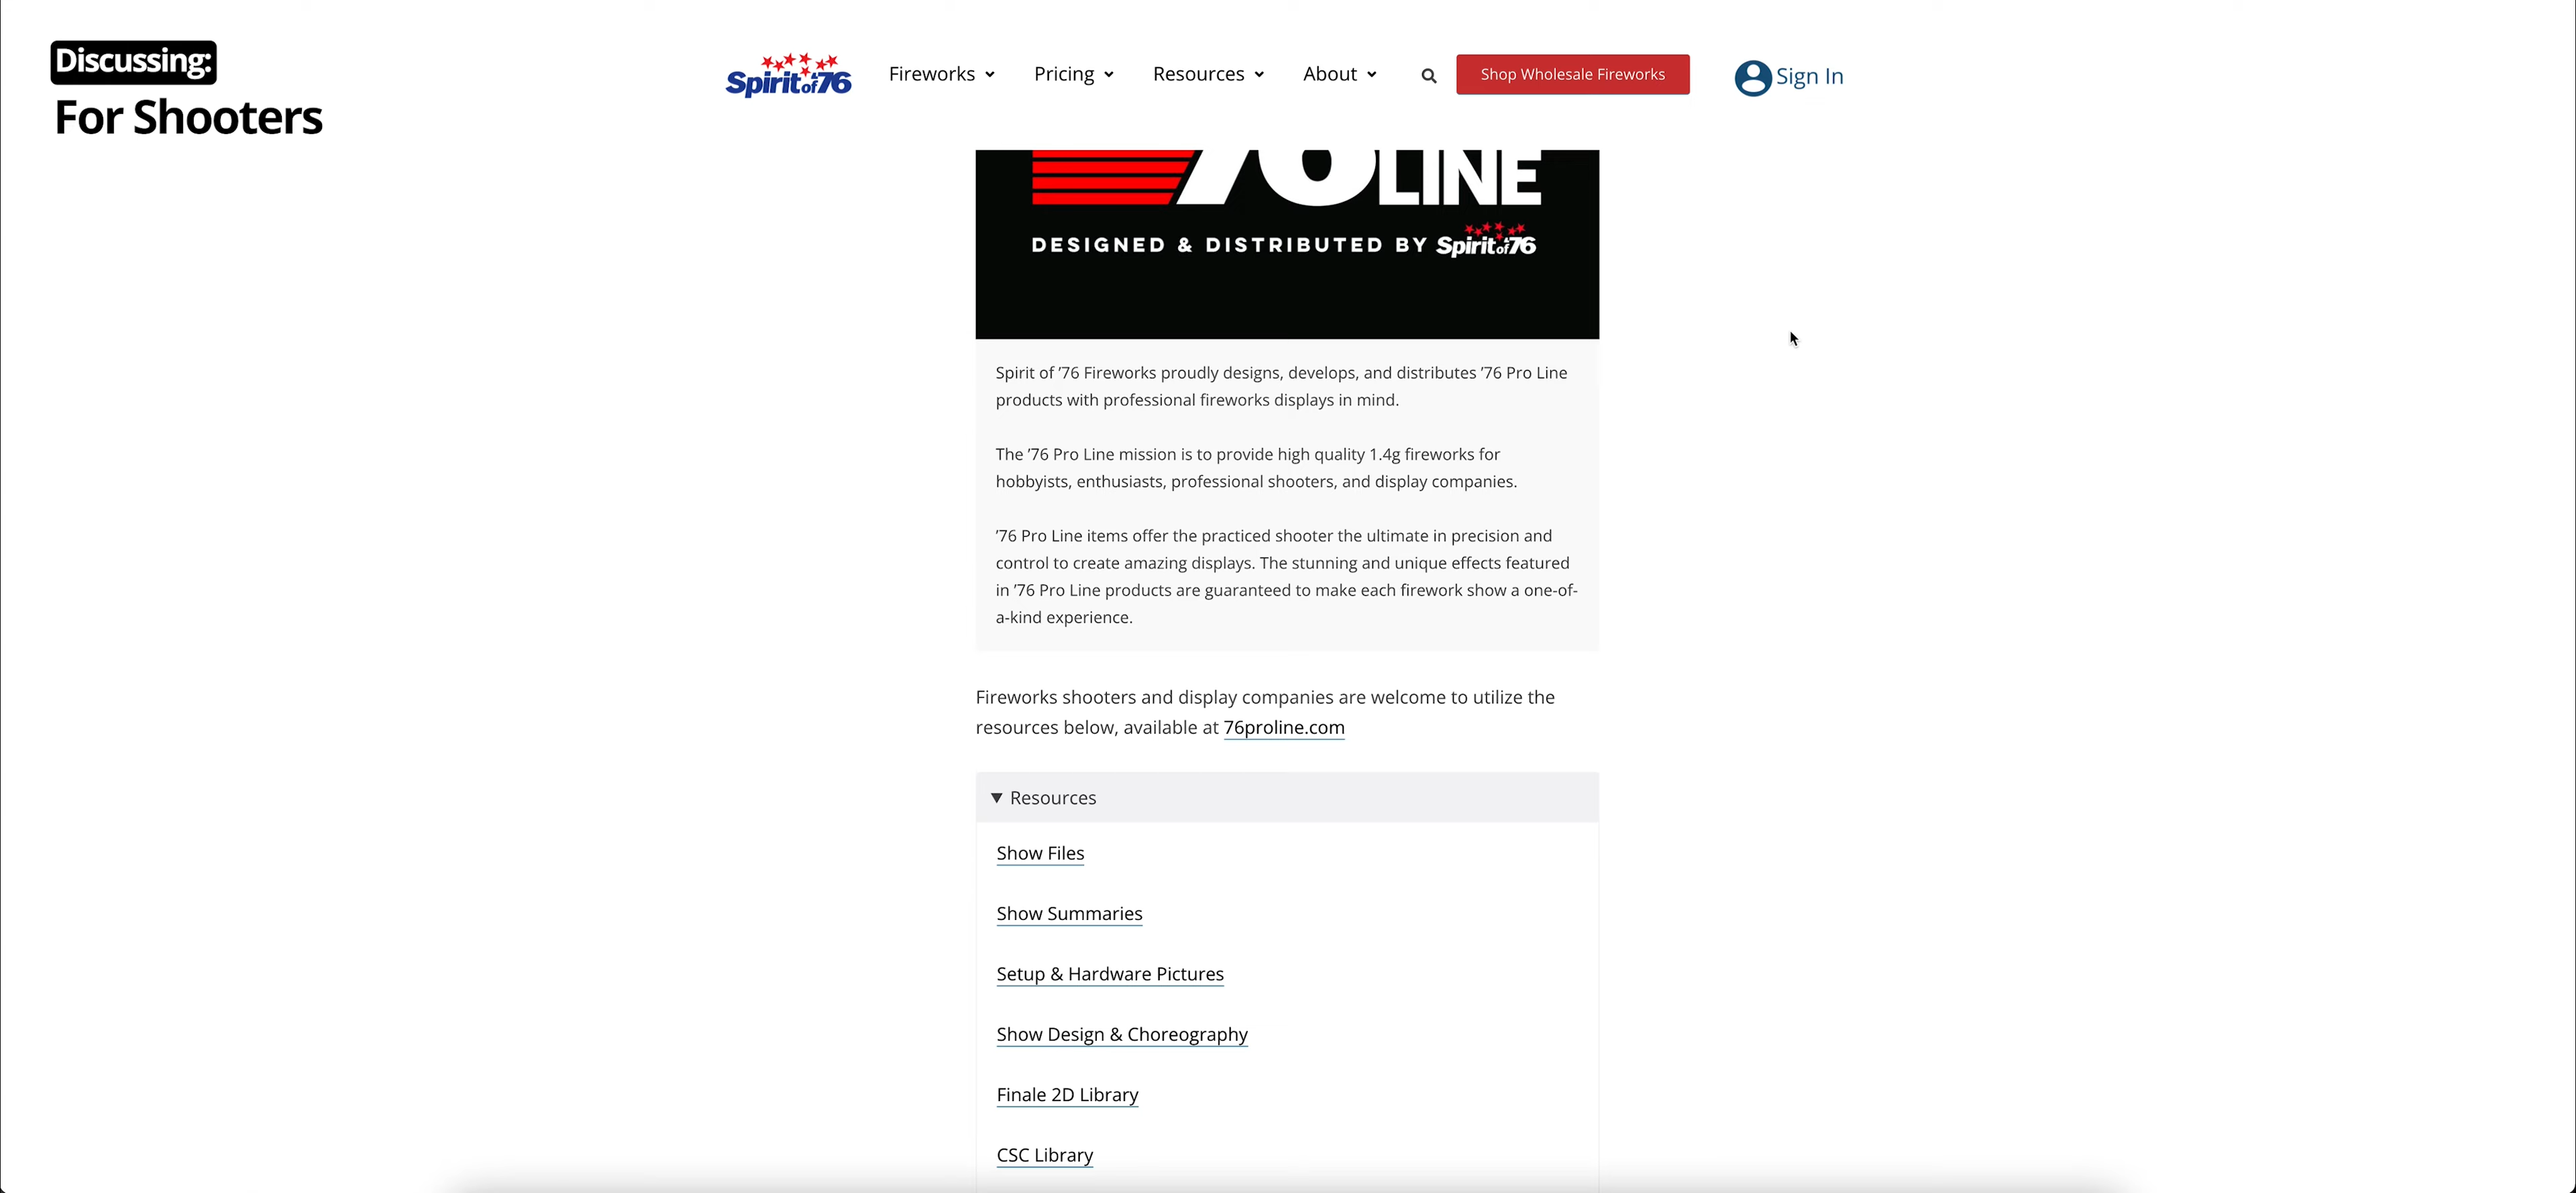 Discussing:
For Shooters
Spirit of '76
Fireworks
Pricing
Resources
About
Shop Wholesale Fireworks
Sign In
76 LINE
DESIGNED & DISTRIBUTED BY Spirit of '76
Spirit of ’76 Fireworks proudly designs, develops, and distributes ’76 Pro Line
products with professional fireworks displays in mind.
The ’76 Pro Line mission is to provide high quality 1.4g fireworks for
hobbyists, enthusiasts, professional shooters, and display companies.
’76 Pro Line items offer the practiced shooter the ultimate in precision and
control to create amazing displays. The stunning and unique effects featured
in ’76 Pro Line products are guaranteed to make each firework show a one-of-
a-kind experience.
Fireworks shooters and display companies are welcome to utilize the
resources below, available at 76proline.com
▼ Resources
Show Files
Show Summaries
Setup & Hardware Pictures
Show Design & Choreography
Finale 2D Library
CSC Library